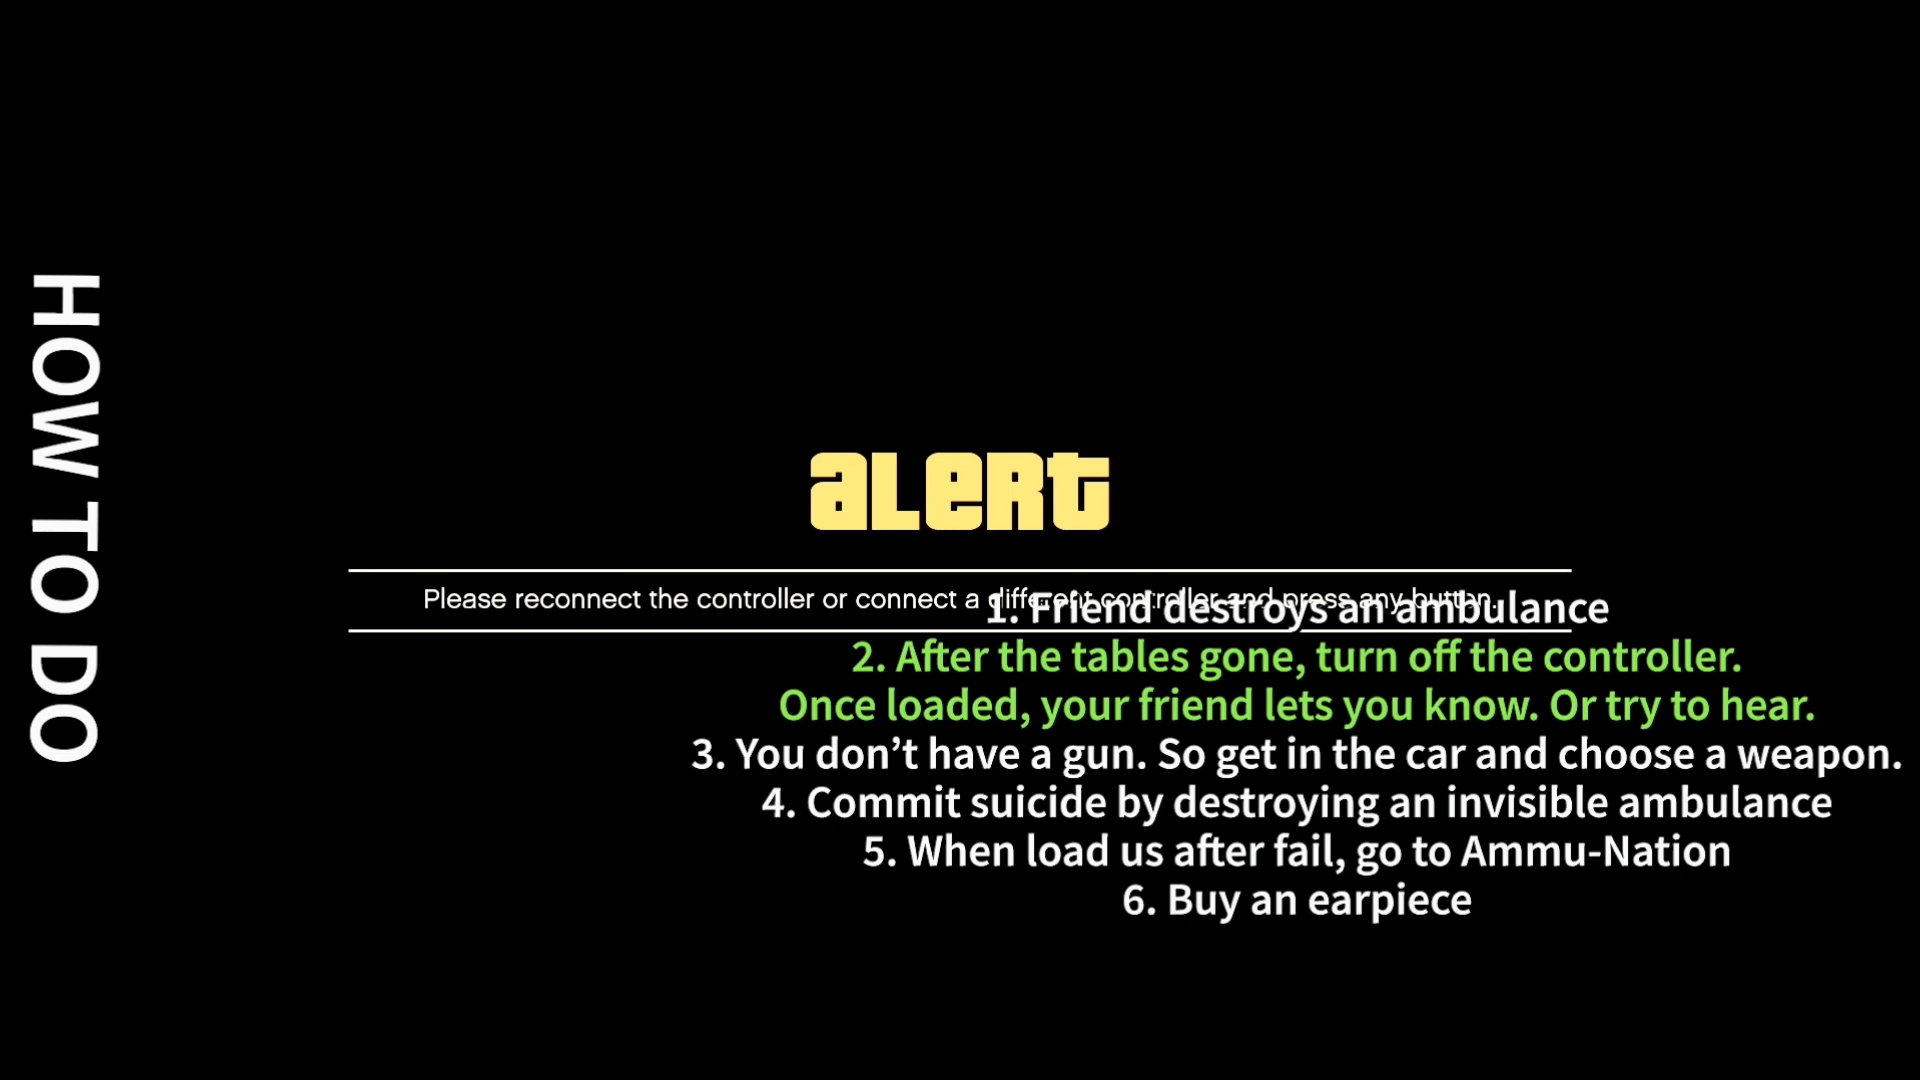 HOW TO DO
aLeRt
Please reconnect the controller or connect a different controller and press any button.
1. Friend destroys an ambulance
2. After the tables gone, turn off the controller.
Once loaded, your friend lets you know. Or try to hear.
3. You don’t have a gun. So get in the car and choose a weapon.
4. Commit suicide by destroying an invisible ambulance
5. When load us after fail, go to Ammu-Nation
6. Buy an earpiece